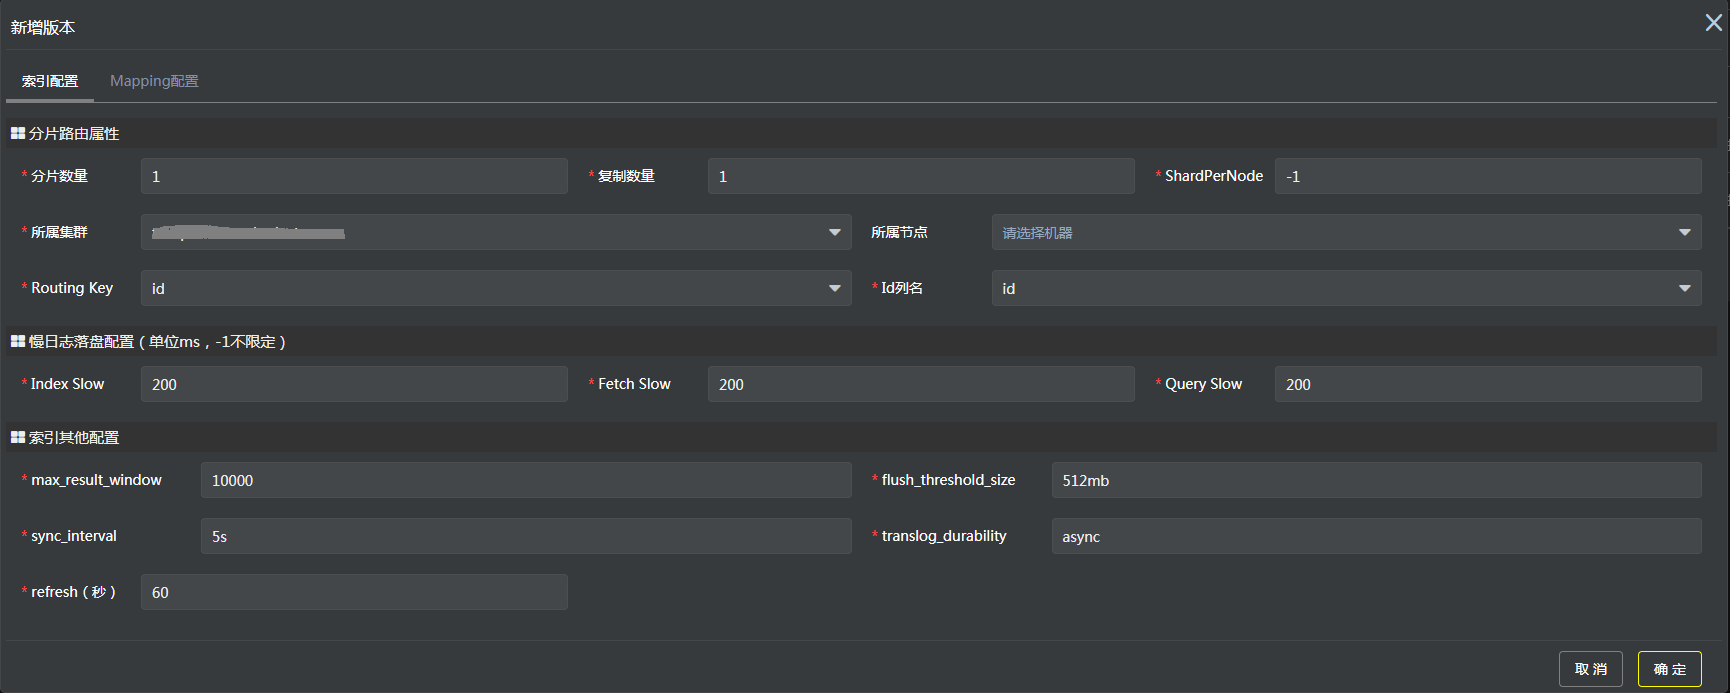 新增版本
索引配置 Mapping配置
分片路由属性
* 分片数量 1 * 复制数量 1 * ShardPerNode -1
* 所属集群 所属节点 请选择机器
* Routing Key id * Id列名 id
慢日志落盘配置（单位ms，-1不限定）
* Index Slow 200 * Fetch Slow 200 * Query Slow 200
索引其他配置
* max_result_window 10000 * flush_threshold_size 512mb
* sync_interval 5s * translog_durability async
* refresh（秒） 60
取 消 确 定